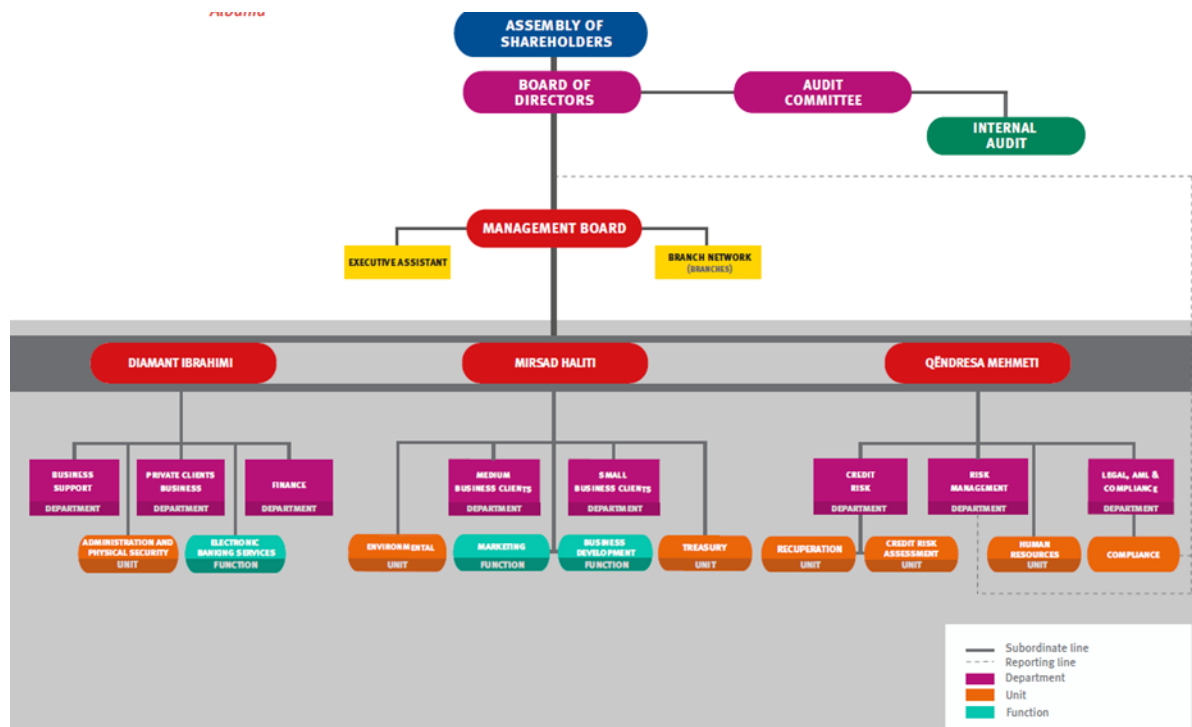 Albania
ASSEMBLY OF
SHAREHOLDERS
BOARD OF
DIRECTORS
AUDIT
COMMITTEE
INTERNAL
AUDIT
MANAGEMENT BOARD
EXECUTIVE ASSISTANT
BRANCH NETWORK
(BRANCHES)
DIAMANT IBRAHIMI
MIRSAD HALITI
QËNDRESA MEHMETI
BUSINESS
SUPPORT
DEPARTMENT
PRIVATE CLIENTS
BUSINESS
DEPARTMENT
FINANCE
DEPARTMENT
MEDIUM
BUSINESS CLIENTS
DEPARTMENT
SMALL
BUSINESS CLIENTS
DEPARTMENT
CREDIT
RISK
DEPARTMENT
RISK
MANAGEMENT
DEPARTMENT
LEGAL, AML &
COMPLIANCE
DEPARTMENT
ADMINISTRATION AND
PHYSICAL SECURITY
UNIT
ELECTRONIC
BANKING SERVICES
FUNCTION
ENVIRONMENTAL
UNIT
MARKETING
FUNCTION
BUSINESS
DEVELOPMENT
FUNCTION
TREASURY
UNIT
RECUPERATION
UNIT
CREDIT RISK
ASSESSMENT
UNIT
HUMAN
RESOURCES
UNIT
COMPLIANCE
Subordinate line
Reporting line
Department
Unit
Function